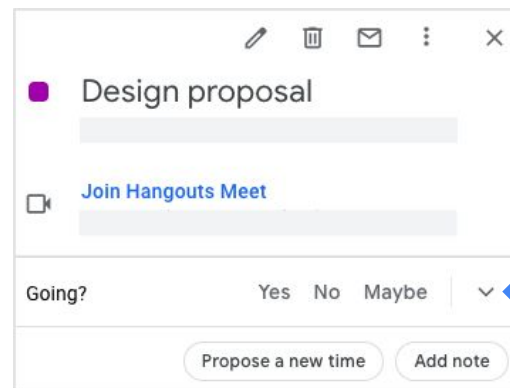 Design proposal
Join Hangouts Meet
Going? Yes No Maybe
Propose a new time Add note